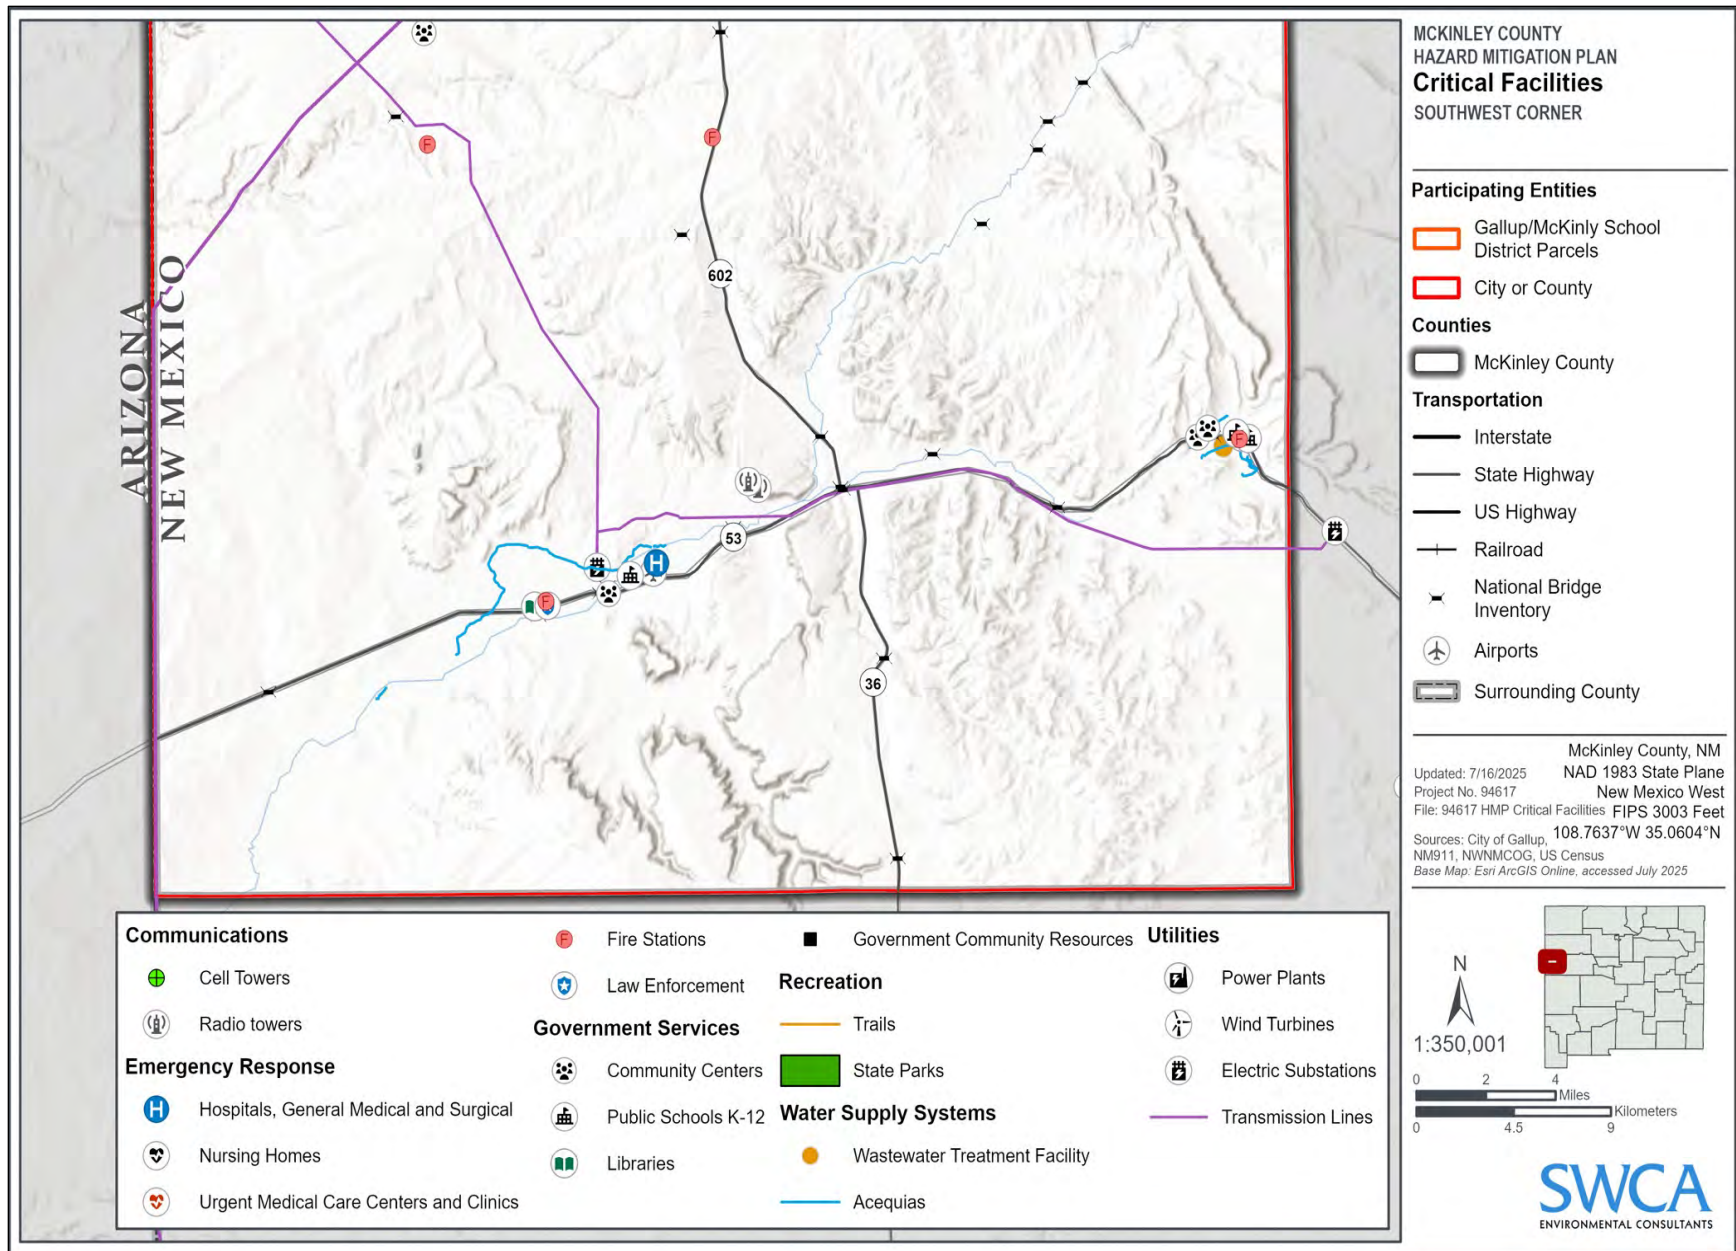 MCKINLEY COUNTY
HAZARD MITIGATION PLAN
Critical Facilities
SOUTHWEST CORNER
Participating Entities
Gallup/McKinly School
District Parcels
City or County
Counties
McKinley County
Transportation
Interstate
State Highway
US Highway
Railroad
National Bridge
Inventory
Airports
Surrounding County
McKinley County, NM
NAD 1983 State Plane
New Mexico West
FIPS 3003 Feet
108.7637°W 35.0604°N
Updated: 7/16/2025
Project No. 94617
File: 94617 HMP Critical Facilities
Sources: City of Gallup,
NM911, NWNMCOG, US Census
Base Map: Esri ArcGIS Online, accessed July 2025
N
1:350,001
0 2 4
Miles
Kilometers
0 4.5 9
SWCA
ENVIRONMENTAL CONSULTANTS
ARIZONA
NEW MEXICO
602
53
36
F
F
H
F
F
Communications
Cell Towers
Radio towers
Emergency Response
H
Hospitals, General Medical and Surgical
Nursing Homes
Urgent Medical Care Centers and Clinics
F
Fire Stations
Law Enforcement
Government Services
Community Centers
Public Schools K-12
Libraries
Government Community Resources
Recreation
Trails
State Parks
Water Supply Systems
Wastewater Treatment Facility
Acequias
Utilities
Power Plants
Wind Turbines
Electric Substations
Transmission Lines